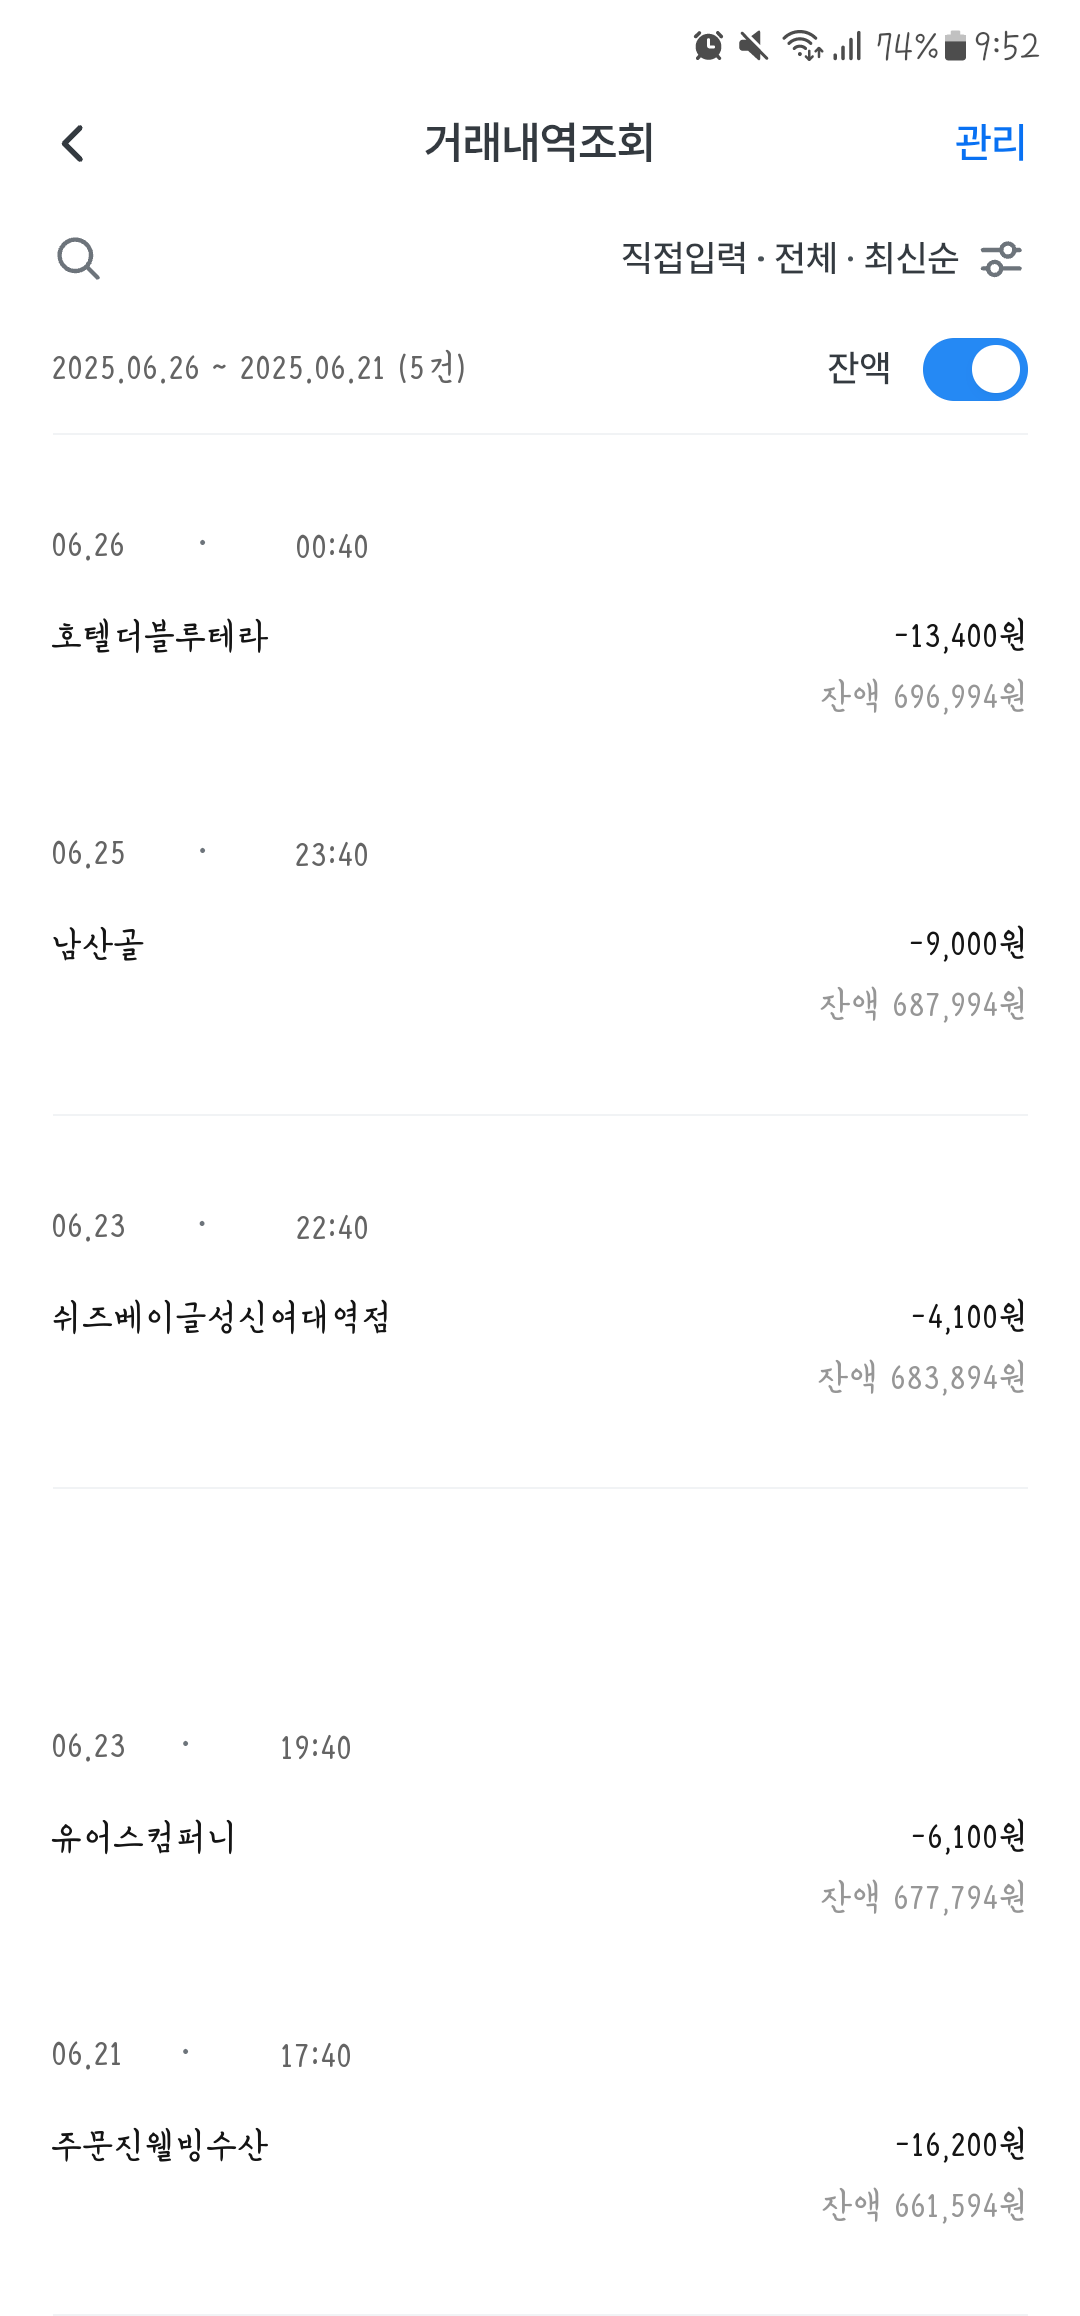 74% 9:52
거래내역조회 관리
직접입력 · 전체 · 최신순
2025.06.26 ~ 2025.06.21 (5건) 잔액
06.26 · 00:40
호텔더블루테라 -13,400원
잔액 696,994원
06.25 · 23:40
남산골 -9,000원
잔액 687,994원
06.23 · 22:40
쉬즈베이글성신여대역점 -4,100원
잔액 683,894원
06.23 · 19:40
유어스컴퍼니 -6,100원
잔액 677,794원
06.21 · 17:40
주문진웰빙수산 -16,200원
잔액 661,594원